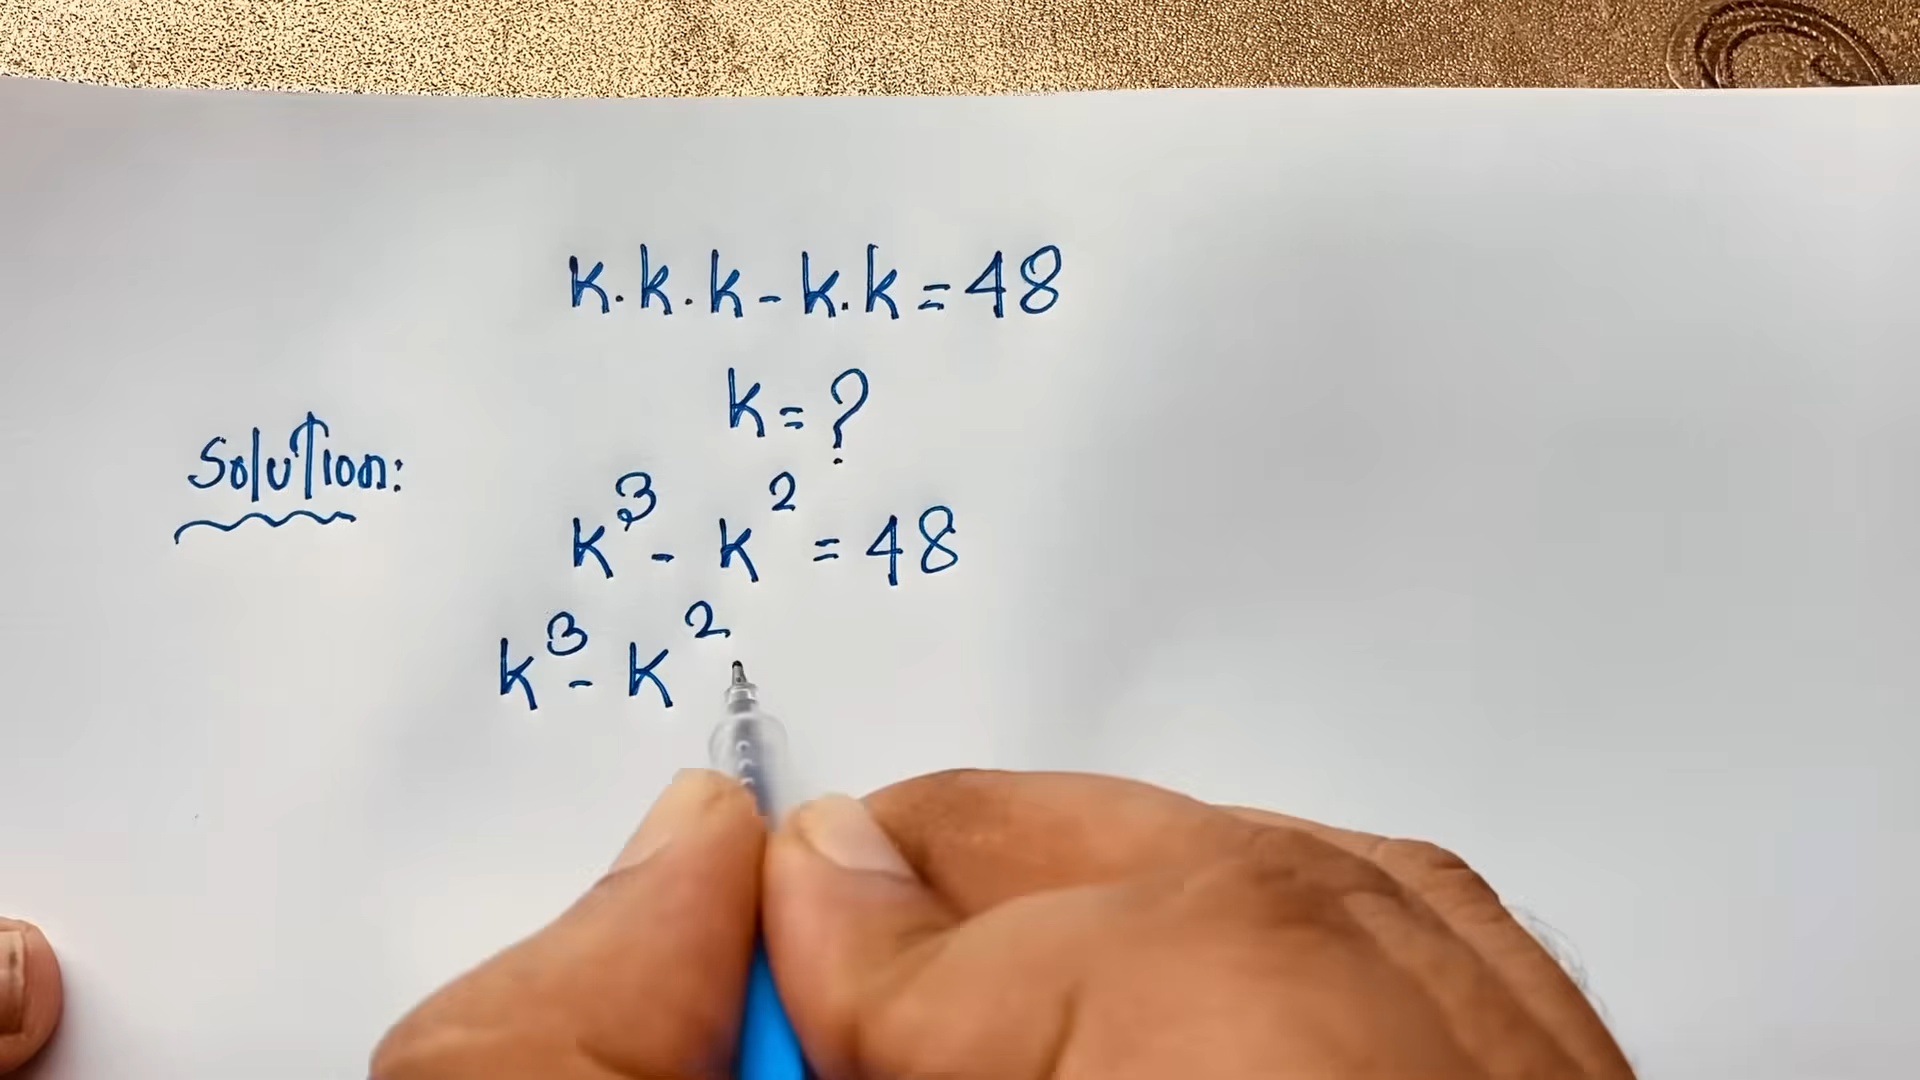 k.k.k-k.k=48
k=?
Solution:
k³- k² = 48
k³- k²